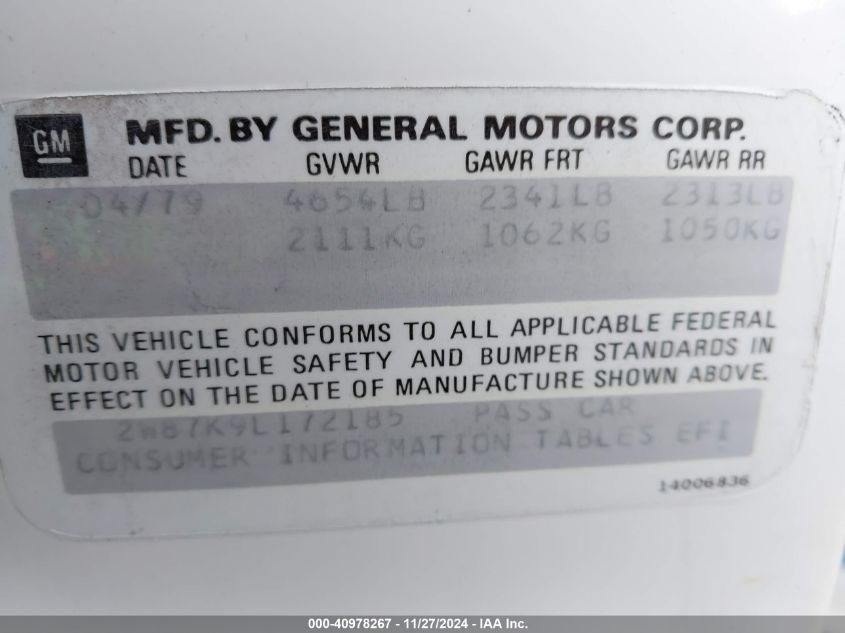 GM
MFD. BY GENERAL MOTORS CORP.
DATE GVWR GAWR FRT GAWR RR
04/79 4654LB 2341LB 2313LB
2111KG 1062KG 1050KG
THIS VEHICLE CONFORMS TO ALL APPLICABLE FEDERAL
MOTOR VEHICLE SAFETY AND BUMPER STANDARDS IN
EFFECT ON THE DATE OF MANUFACTURE SHOWN ABOVE.
2W87K9L172185 PASS CAR
CONSUMER INFORMATION TABLES EFI
14006836
000-40978267 - 11/27/2024 - IAA Inc.